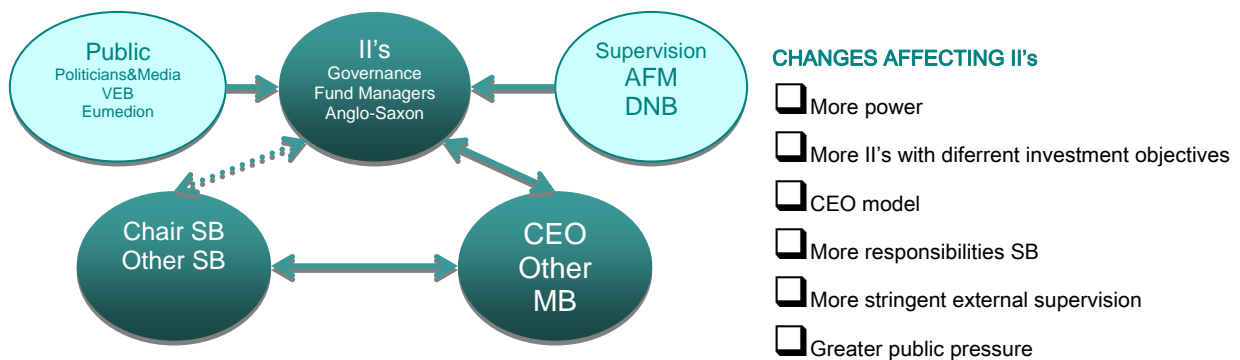 Public
Politicians&Media
VEB
Eumedion
II's
Governance
Fund Managers
Anglo-Saxon
Supervision
AFM
DNB
Chair SB
Other SB
CEO
Other
MB
CHANGES AFFECTING II's
More power
More II's with diferrent investment objectives
CEO model
More responsibilities SB
More stringent external supervision
Greater public pressure